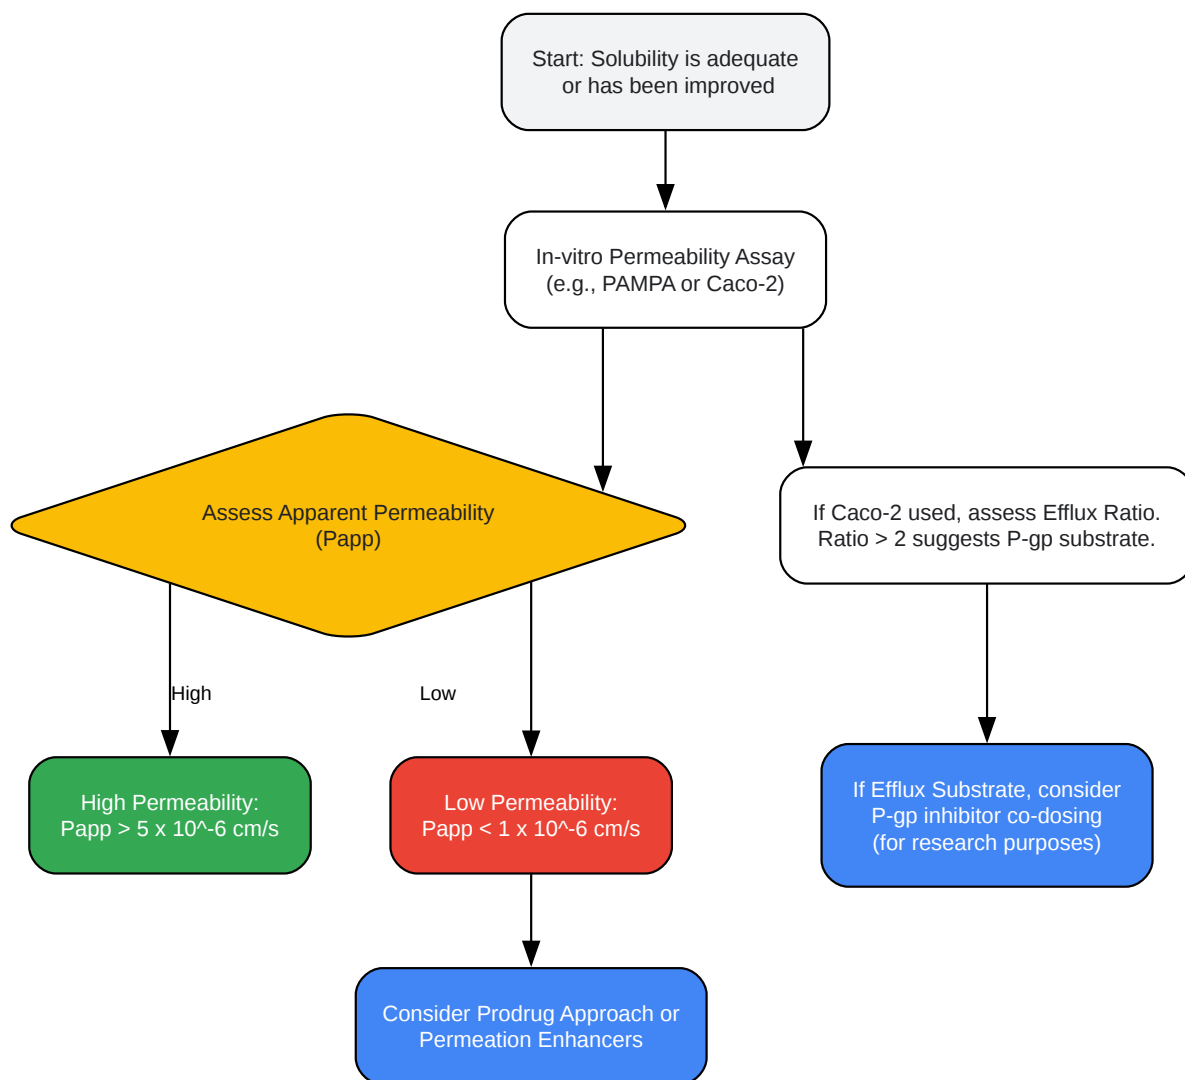 Start: Solubility is adequate
or has been improved
In-vitro Permeability Assay
(e.g., PAMPA or Caco-2)
Assess Apparent Permeability
(Papp)
If Caco-2 used, assess Efflux Ratio.
Ratio > 2 suggests P-gp substrate.
High
Low
High Permeability:
Papp > 5 x 10^-6 cm/s
Low Permeability:
Papp < 1 x 10^-6 cm/s
If Efflux Substrate, consider
P-gp inhibitor co-dosing
(for research purposes)
Consider Prodrug Approach or
Permeation Enhancers